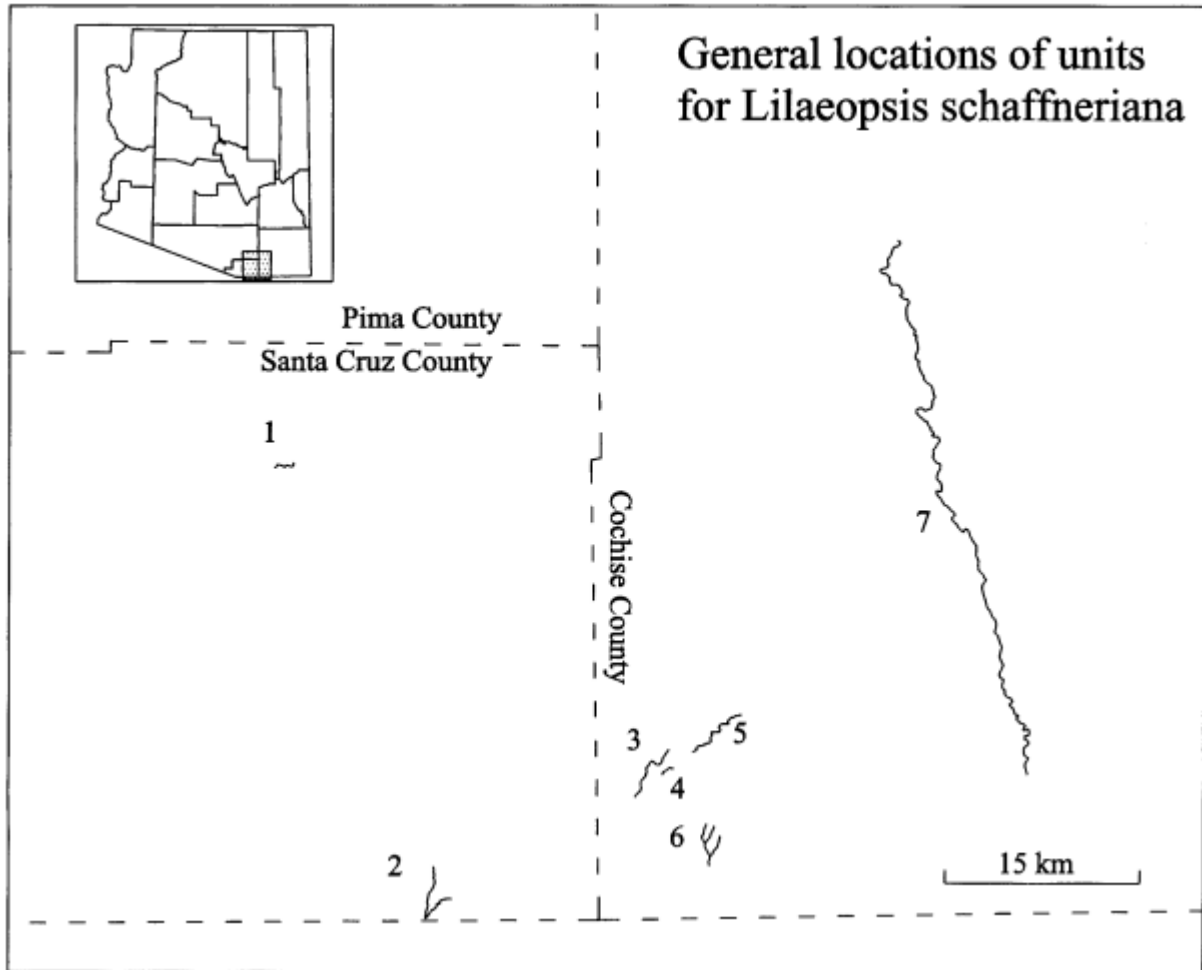 General locations of units
for Lilaeopsis schaffneriana
Pima County
Santa Cruz County
1
Cochise County
7
3
5
4
6
2
15 km